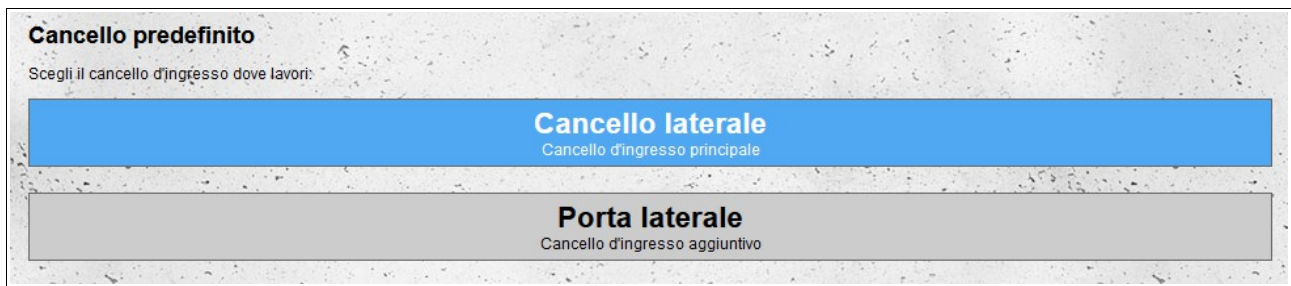 Cancello predefinito
Scegli il cancello d'ingresso dove lavori:
Cancello laterale
Cancello d'ingresso principale
Porta laterale
Cancello d'ingresso aggiuntivo